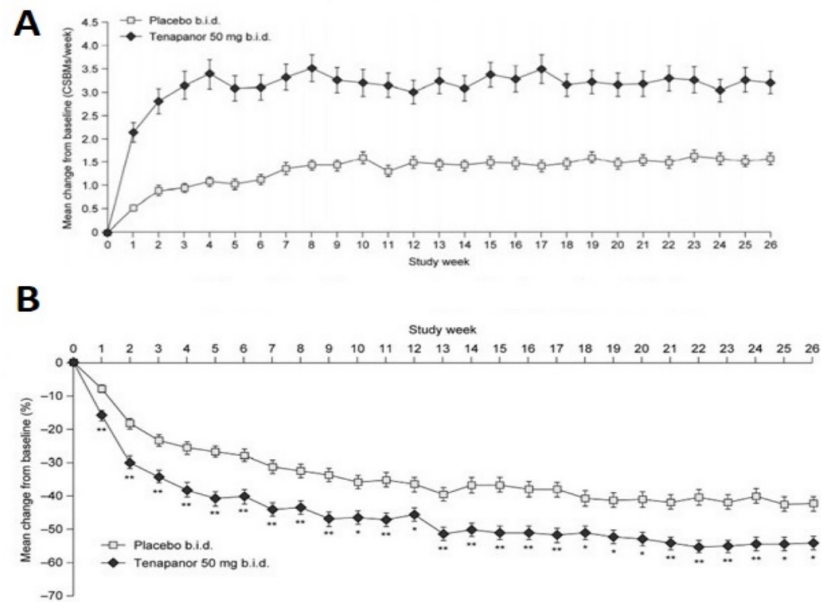 A
Placebo b.i.d.
Tenapanor 50 mg b.i.d.
Mean change from baseline (CSBMs/week)
4.5
4.0
3.5
3.0
2.5
2.0
1.5
1.0
0.5
0
0 1 2 3 4 5 6 7 8 9 10 11 12 13 14 15 16 17 18 19 20 21 22 23 24 25 26
Study week
B
Study week
0 1 2 3 4 5 6 7 8 9 10 11 12 13 14 15 16 17 18 19 20 21 22 23 24 25 26
Mean change from baseline (%)
0
−10
−20
−30
−40
−50
−60
−70
** ** ** ** ** ** ** ** ** * ** * ** ** ** ** ** * * * ** ** ** ** * *
Placebo b.i.d.
Tenapanor 50 mg b.i.d.